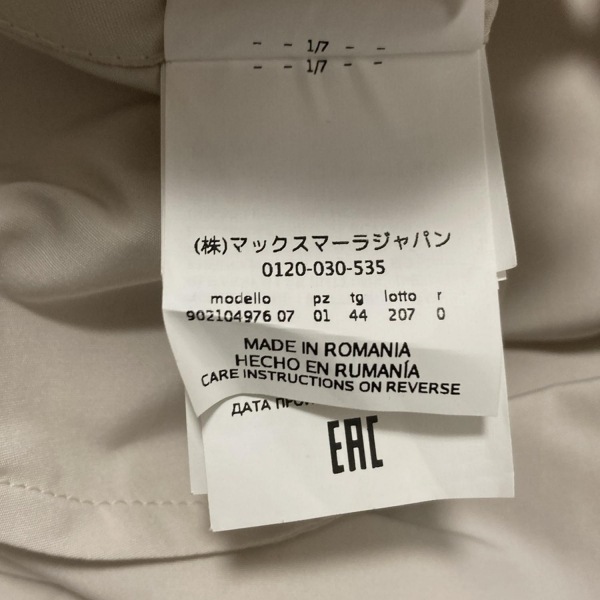 - - 1/7 - -
- - 1/7 - -
(株)マックスマーラジャパン
0120-030-535
modello pz tg lotto r
902104976 07 01 44 207 0
MADE IN ROMANIA
HECHO EN RUMANÍA
CARE INSTRUCTIONS ON REVERSE
ДАТА
EAC